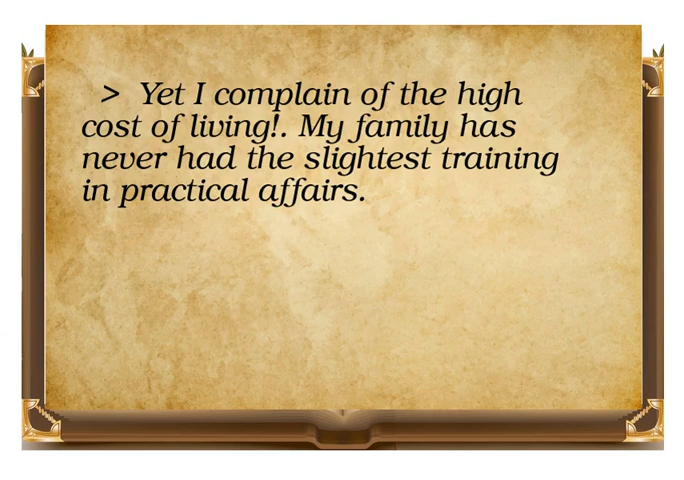 > Yet I complain of the high
cost of living!. My family has
never had the slightest training
in practical affairs.